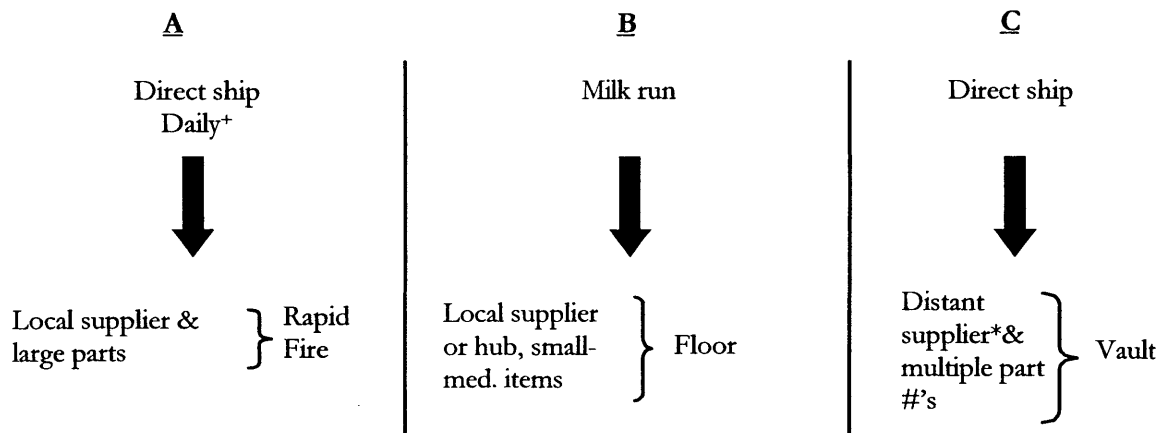 A
Direct ship
Daily+
Local supplier &
large parts
Rapid
Fire
B
Milk run
Local supplier
or hub, small-
med. items
Floor
C
Direct ship
Distant
supplier*&
multiple part
#'s
Vault